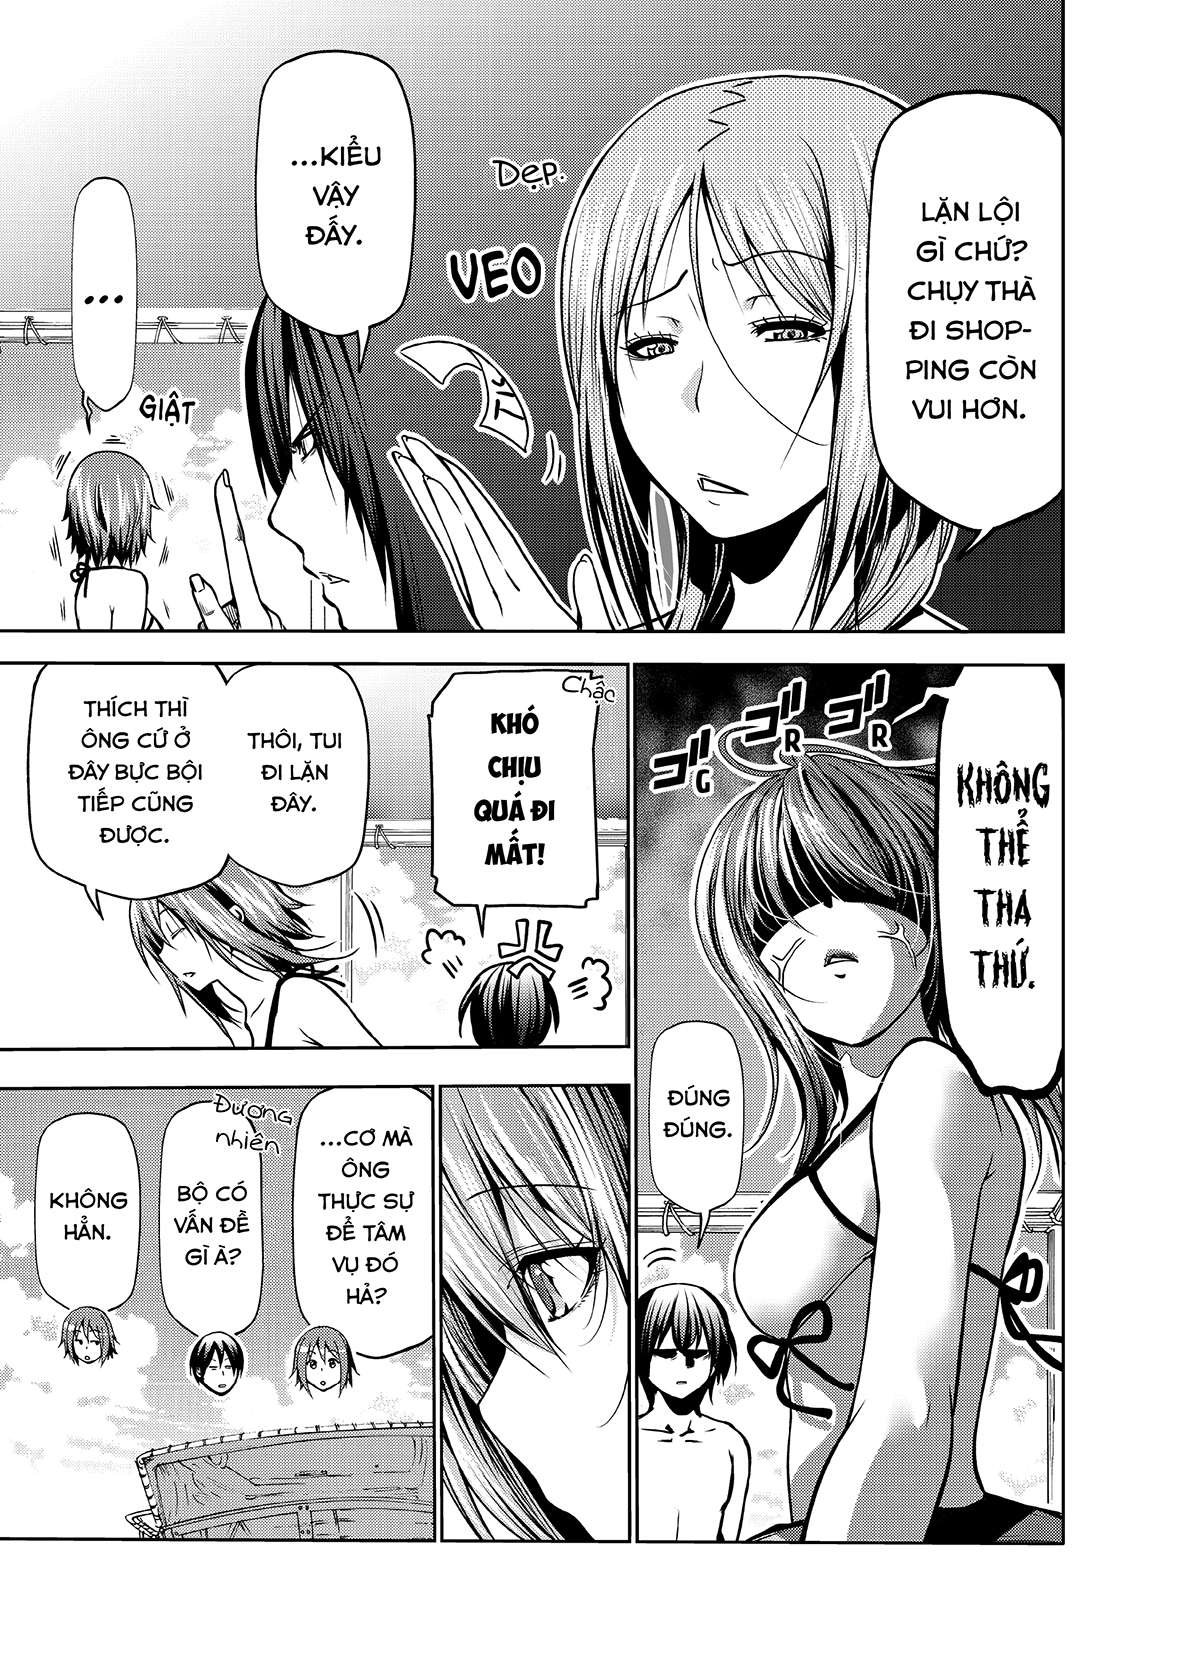 LẶN LỘI
GÌ CHỨ?
CHỤY THÀ
ĐI SHOP-
PING CÒN
VUI HƠN.
Dẹp.
VEO
...KIỂU
VẬY
ĐẤY.
...
GIẬT
KHÔNG
THỂ
THA
THỨ.
ゴゴゴ
G
R
R
ĐÚNG
ĐÚNG.
Chậc
KHÓ
CHỊU
QUÁ ĐI
MẤT!
THÔI, TUI
ĐI LẶN
ĐÂY.
THÍCH THÌ
ÔNG CỨ Ở
ĐÂY BỰC BỘI
TIẾP CŨNG
ĐƯỢC.
...CƠ MÀ
ÔNG
THỰC SỰ
ĐỂ TÂM
VỤ ĐÓ
HẢ?
Đương
nhiên
BỘ CÓ
VẤN ĐỀ
GÌ À?
KHÔNG
HẲN.